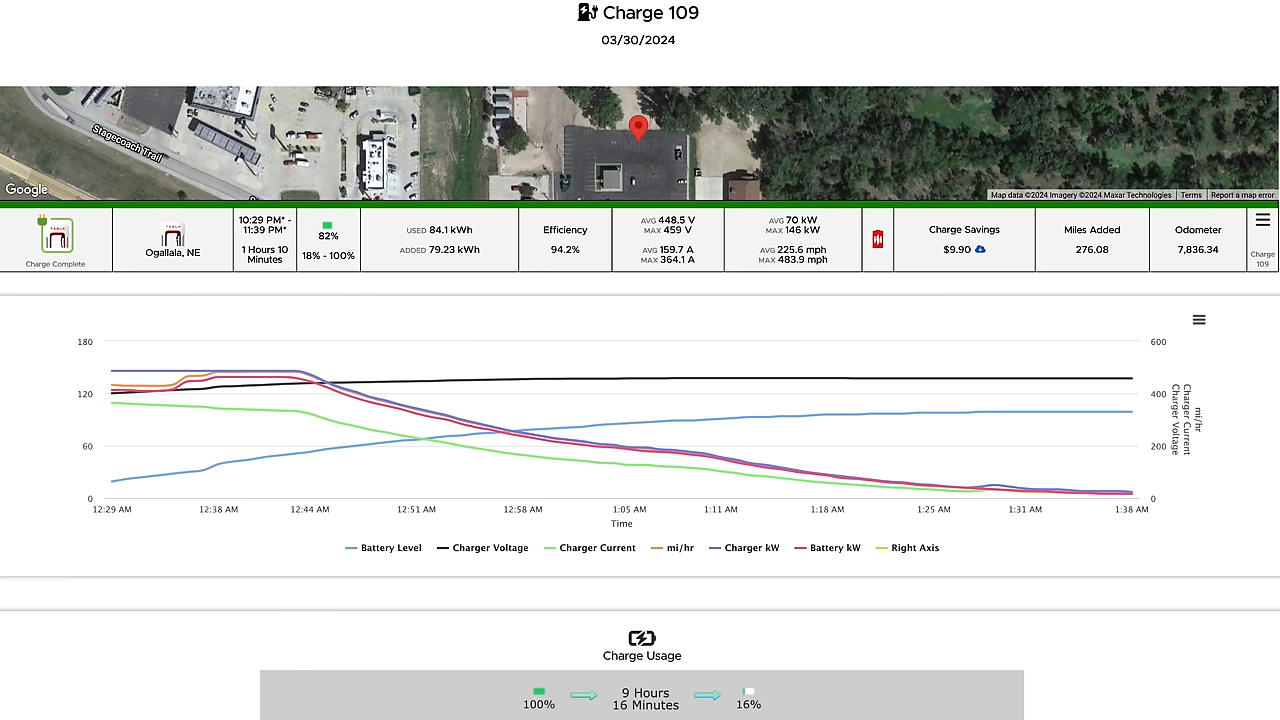 Charge 109
03/30/2024
Stagecoach Trail
Google
Map data ©2024 Imagery ©2024 Maxar Technologies
Terms
Report a map error
Charge Complete
TESLA
Ogallala, NE
10:29 PM* -
11:39 PM*
1 Hours 10
Minutes
82%
18% - 100%
USED 84.1 kWh
ADDED 79.23 kWh
Efficiency
94.2%
AVG 448.5 V
MAX 459 V
AVG 159.7 A
MAX 364.1 A
AVG 70 kW
MAX 146 kW
AVG 225.6 mph
MAX 483.9 mph
Charge Savings
$9.90
Miles Added
276.08
Odometer
7,836.34
Charge
109
180
120
60
0
600
400
200
0
mi/hr
Charger Current
Charger Voltage
12:29 AM
12:38 AM
12:44 AM
12:51 AM
12:58 AM
1:05 AM
1:11 AM
1:18 AM
1:25 AM
1:31 AM
1:38 AM
Time
Battery Level
Charger Voltage
Charger Current
mi/hr
Charger kW
Battery kW
Right Axis
Charge Usage
100%
9 Hours
16 Minutes
16%